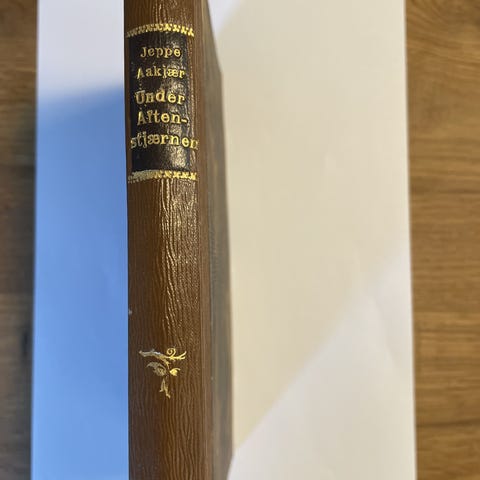 Jeppe
Aakjær
Under
Aften-
stjærnen